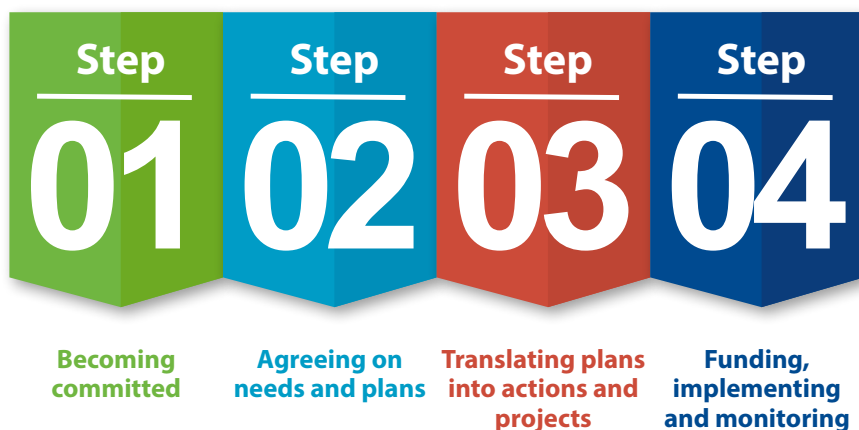 Step
01
Becoming
committed
Step
02
Agreeing on
needs and plans
Step
03
Translating plans
into actions and
projects
Step
04
Funding,
implementing
and monitoring